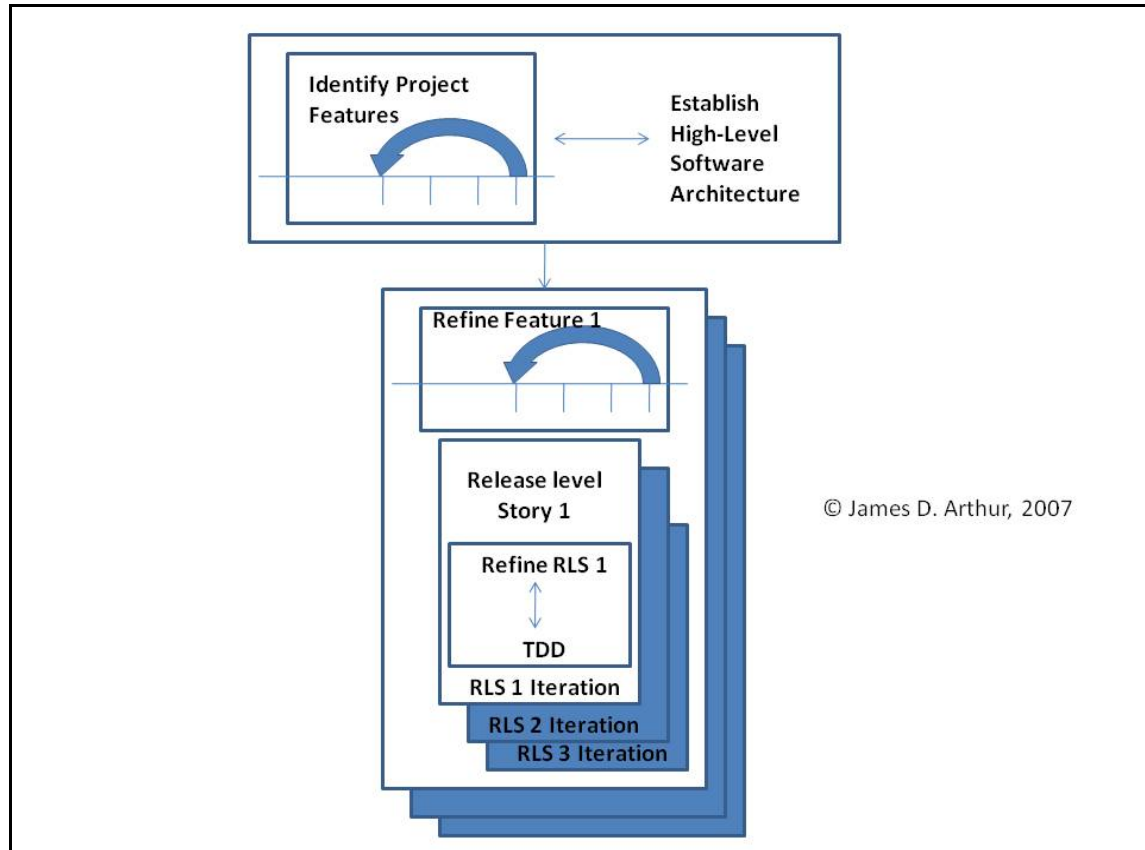 Identify Project
Features
Establish
High-Level
Software
Architecture
Refine Feature 1
Release level
Story 1
Refine RLS 1
TDD
RLS 1 Iteration
RLS 2 Iteration
RLS 3 Iteration
© James D. Arthur, 2007